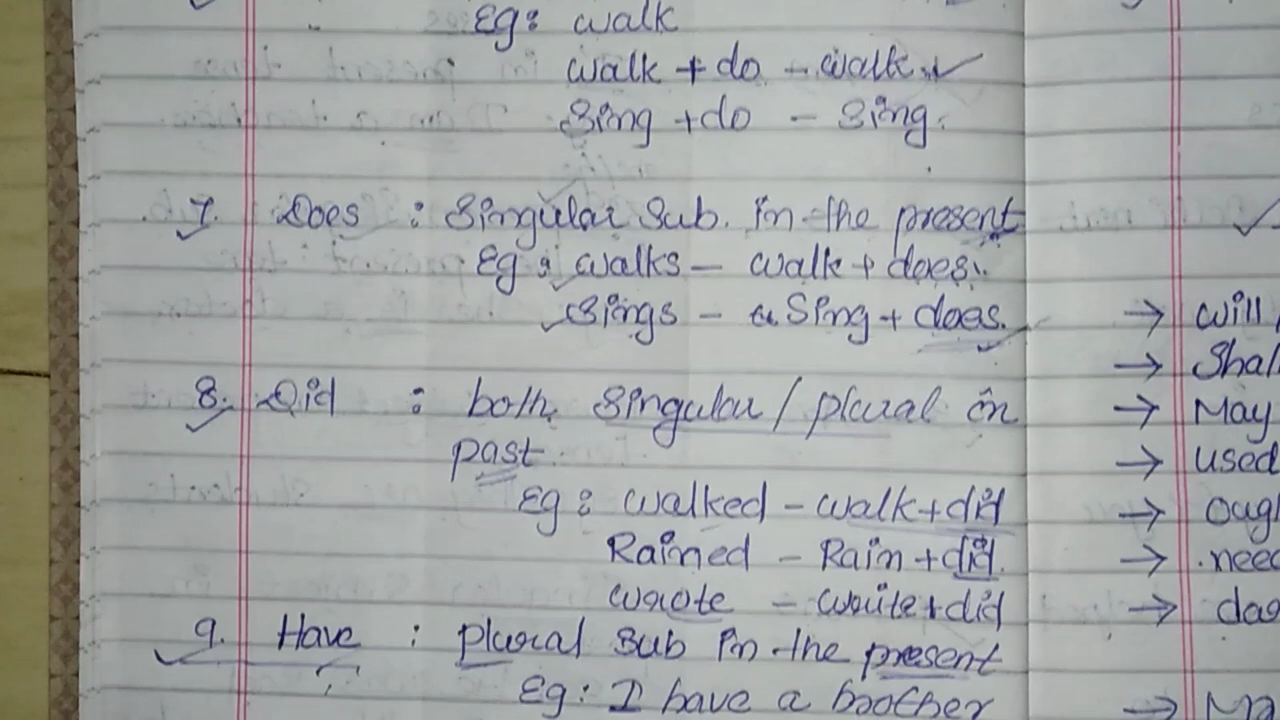 Eg: walk
walk + do - walk
Sing + do - Sing.
7. Does : Singular Sub. in the present
Eg : walks - walk + does.
Sings - Sing + does.
8. Did : both Singular / plural in
past.
Eg : walked - walk + did
Rained - Rain + did.
wrote - write + did
9. Have : plural Sub in the present
Eg : I have a brother
→ will
→ Shal
→ May
→ used
→ oug
→ need
→ da
→ Ma